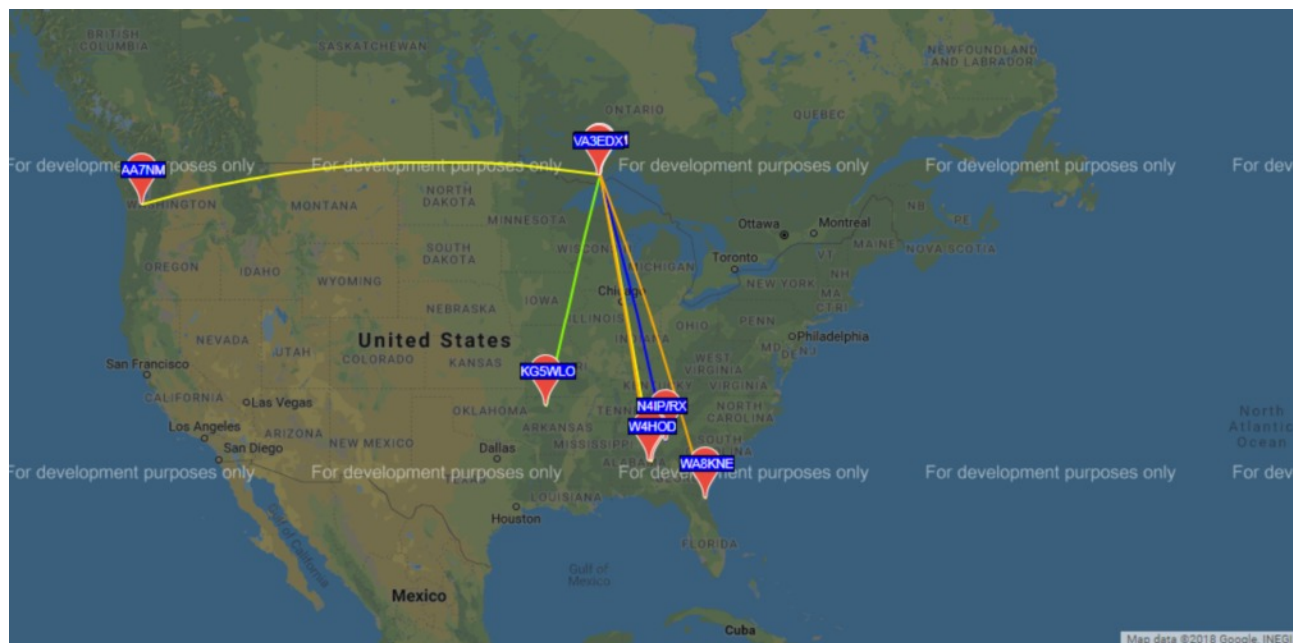 BRITISH
COLUMBIA
SASKATCHEWAN
NEWFOUNDLAND
AND LABRADOR
ONTARIO
QUEBEC
VA3EDX
For development purposes only
For development purposes only
For development purposes only
For development purposes only
For dev
AA7NM
WASHINGTON
MONTANA
NORTH
DAKOTA
MINNESOTA
Ottawa
Montreal
NB
PE
NOVA SCOTIA
MAINE
OREGON
IDAHO
SOUTH
DAKOTA
WISCONSIN
MICHIGAN
Toronto
VT
NH
WYOMING
NEW YORK
MA
CT RI
IOWA
Chicago
NEBRASKA
ILLINOIS
INDIANA
OHIO
PENN
Philadelphia
NEVADA
UTAH
COLORADO
United States
KANSAS
MD
DE
NJ
WEST
VIRGINIA
San Francisco
KG5WLO
KENTUCKY
VIRGINIA
CALIFORNIA
Las Vegas
OKLAHOMA
N4IP/RX
TENN
NORTH
CAROLINA
North
Atlantic
Ocean
Los Angeles
ARIZONA
NEW MEXICO
ARKANSAS
W4HOD
MISSISSIPPI
SOUTH
San Diego
Dallas
ALABAMA
WA8KNE
For development purposes only
For development purposes only
For development purposes only
For development purposes only
For dev
TEXAS
LOUISIANA
Houston
Gulf of
California
FLORIDA
Gulf of
Mexico
Mexico
Cuba
Map data ©2018 Google, INEGI